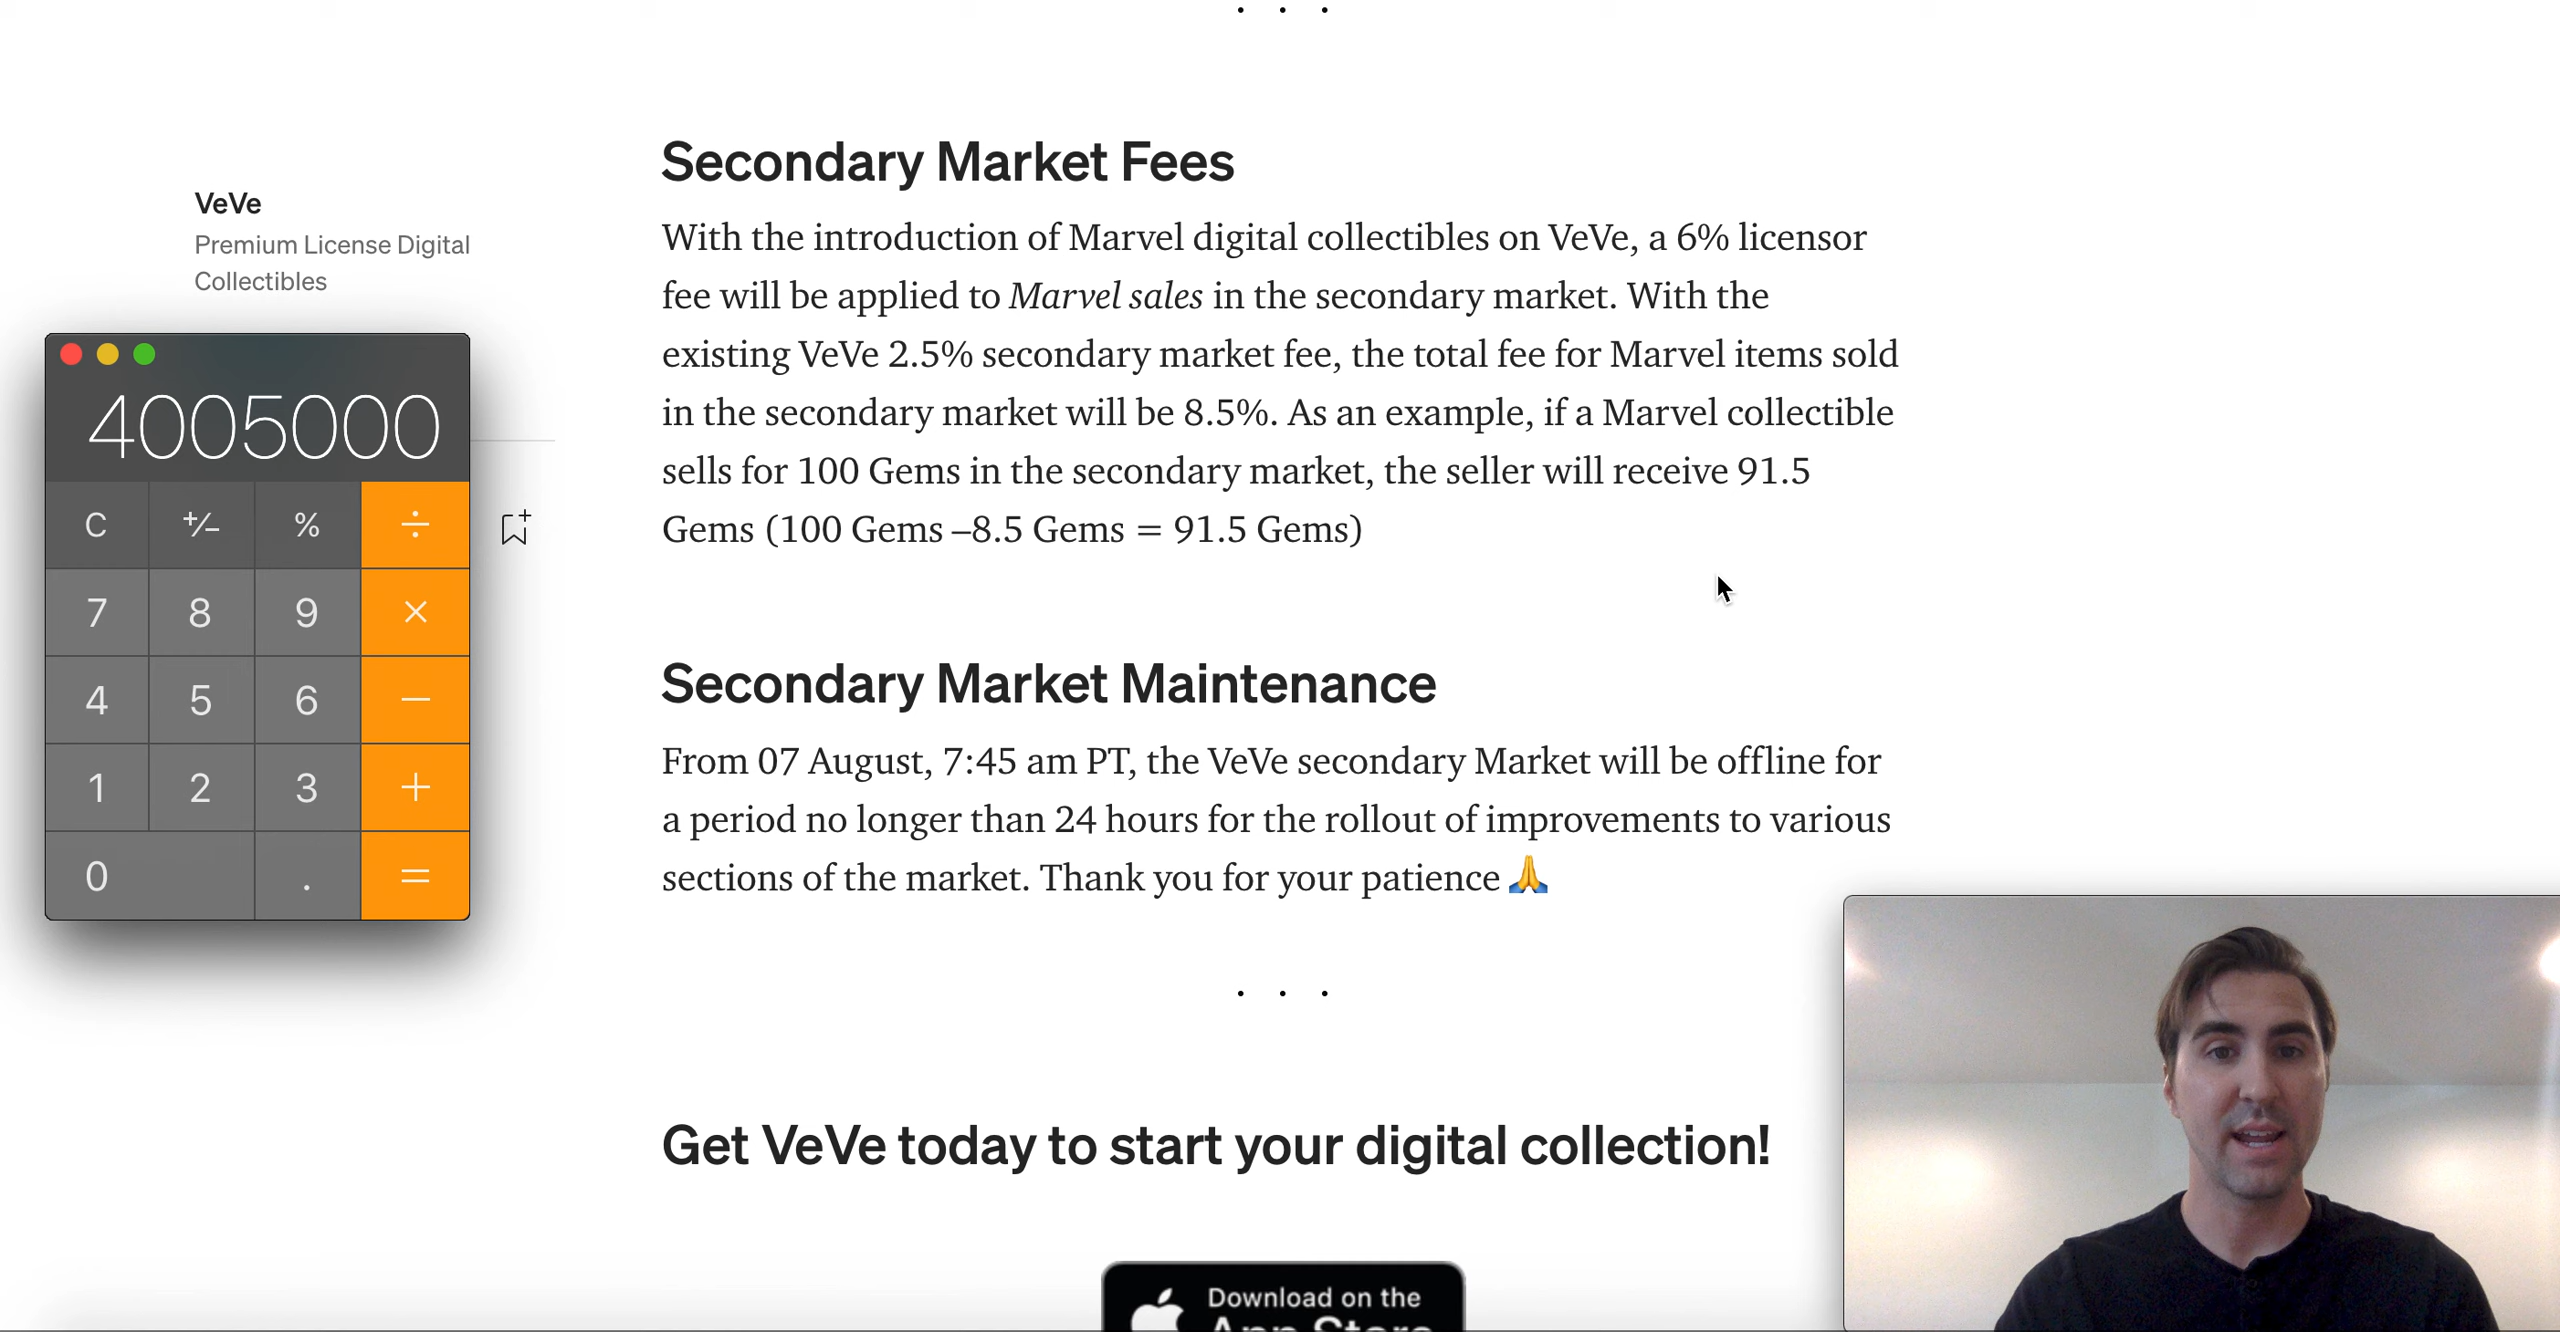 . . .
Secondary Market Fees
VeVe
Premium License Digital
Collectibles
With the introduction of Marvel digital collectibles on VeVe, a 6% licensor
fee will be applied to Marvel sales in the secondary market. With the
existing VeVe 2.5% secondary market fee, the total fee for Marvel items sold
in the secondary market will be 8.5%. As an example, if a Marvel collectible
sells for 100 Gems in the secondary market, the seller will receive 91.5
Gems (100 Gems –8.5 Gems = 91.5 Gems)
4005000
C +/− % ÷
7 8 9 ×
4 5 6 −
1 2 3 +
0 . =
Secondary Market Maintenance
From 07 August, 7:45 am PT, the VeVe secondary Market will be offline for
a period no longer than 24 hours for the rollout of improvements to various
sections of the market. Thank you for your patience 🙏
. . .
Get VeVe today to start your digital collection!
Download on the
App Store